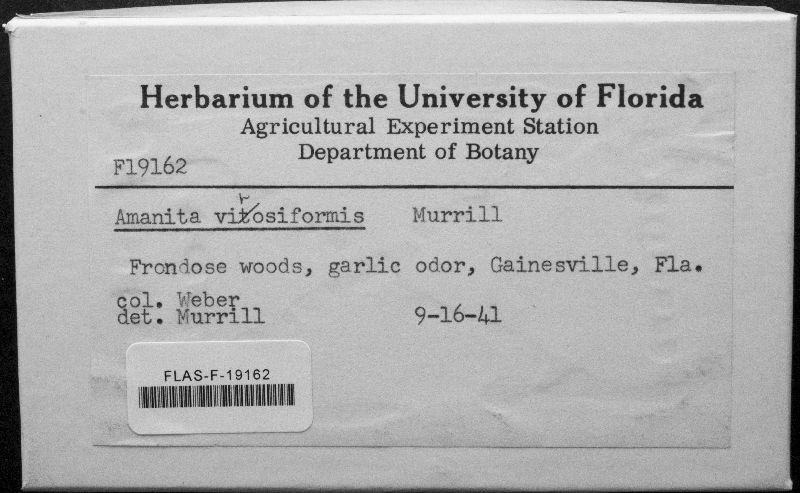 Herbarium of the University of Florida
Agricultural Experiment Station
Department of Botany
F19162
Amanita virosiformis Murrill
Frondose woods, garlic odor, Gainesville, Fla.
col. Weber
det. Murrill 9-16-41
FLAS-F-19162